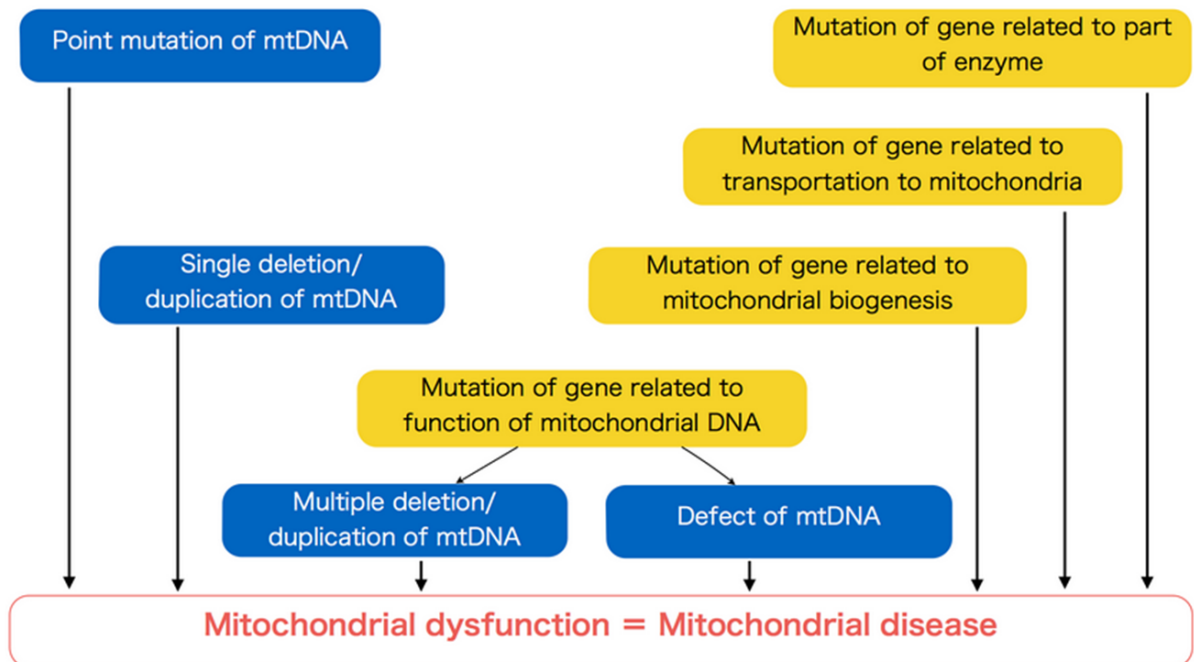 Point mutation of mtDNA
Mutation of gene related to part
of enzyme
Mutation of gene related to
transportation to mitochondria
Single deletion/
duplication of mtDNA
Mutation of gene related to
mitochondrial biogenesis
Mutation of gene related to
function of mitochondrial DNA
Multiple deletion/
duplication of mtDNA
Defect of mtDNA
Mitochondrial dysfunction = Mitochondrial disease